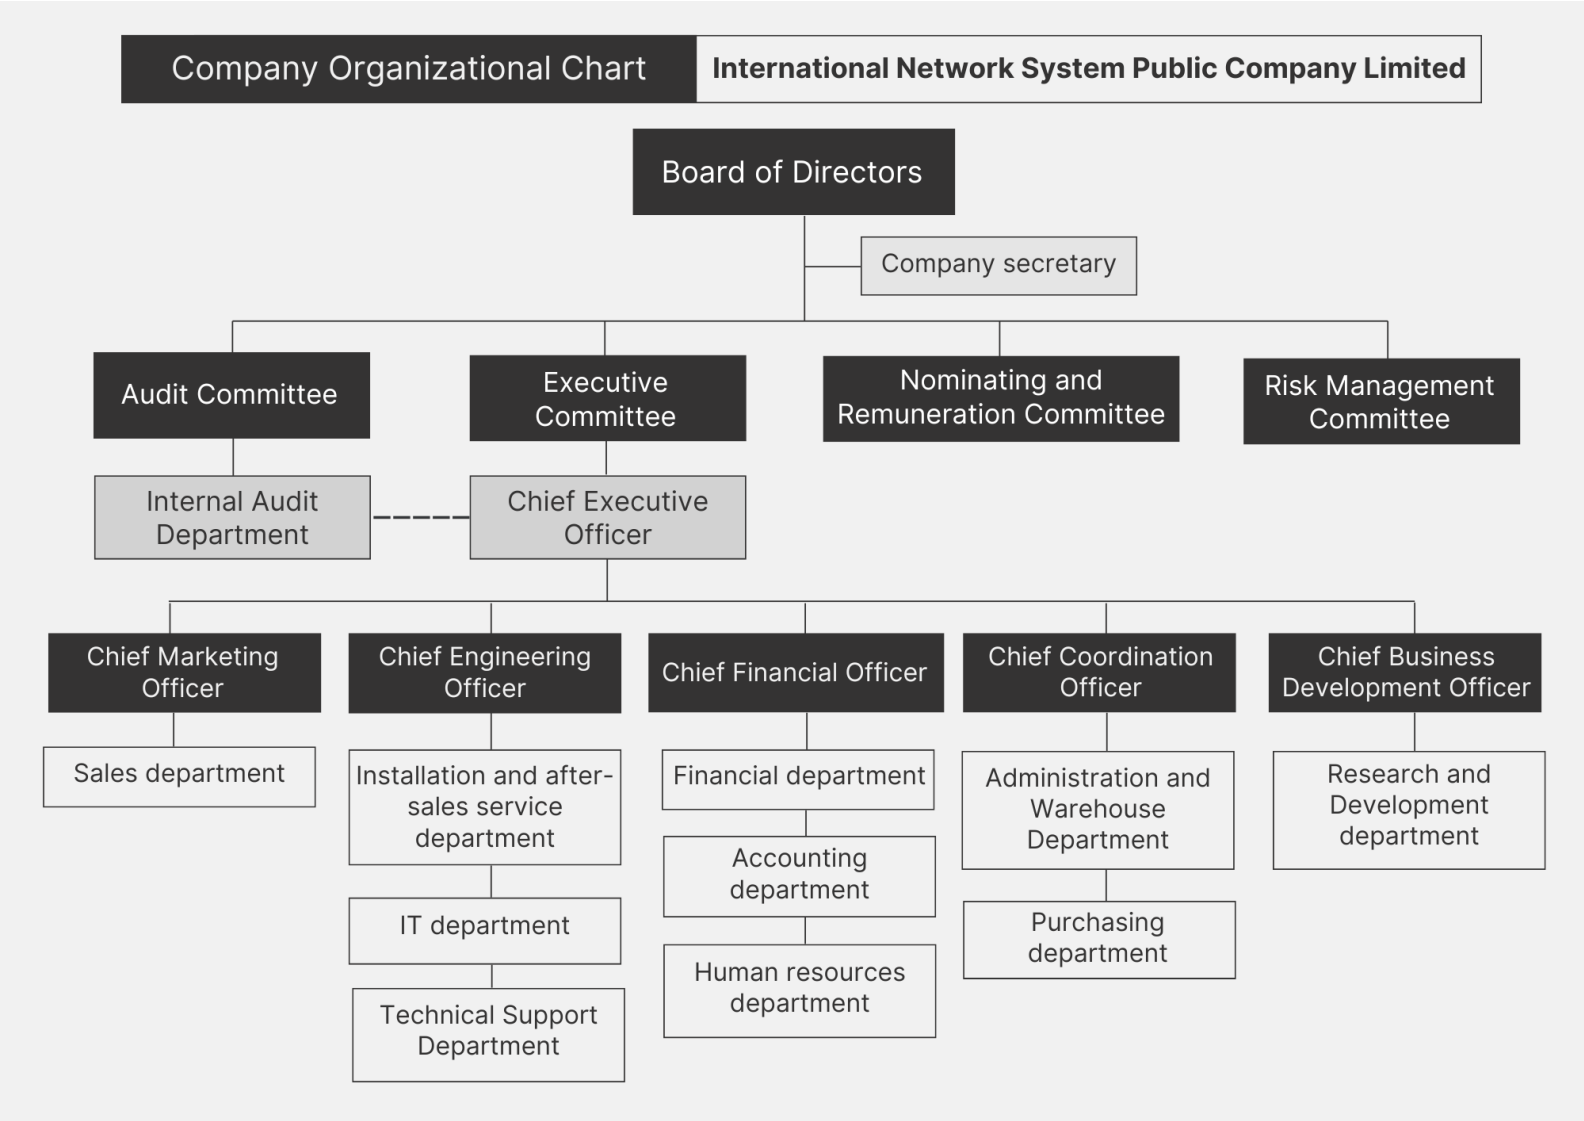 Company Organizational Chart
International Network System Public Company Limited
Board of Directors
Company secretary
Audit Committee
Executive
Committee
Nominating and
Remuneration Committee
Risk Management
Committee
Internal Audit
Department
Chief Executive
Officer
Chief Marketing
Officer
Chief Engineering
Officer
Chief Financial Officer
Chief Coordination
Officer
Chief Business
Development Officer
Sales department
Installation and after-
sales service
department
IT department
Technical Support
Department
Financial department
Accounting
department
Human resources
department
Administration and
Warehouse
Department
Purchasing
department
Research and
Development
department